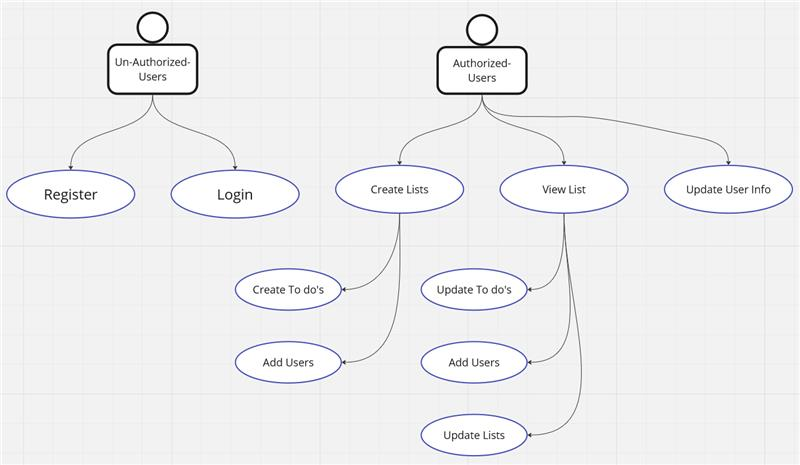 Un-Authorized-
Users
Authorized-
Users
Register
Login
Create Lists
View List
Update User Info
Create To do's
Update To do's
Add Users
Add Users
Update Lists